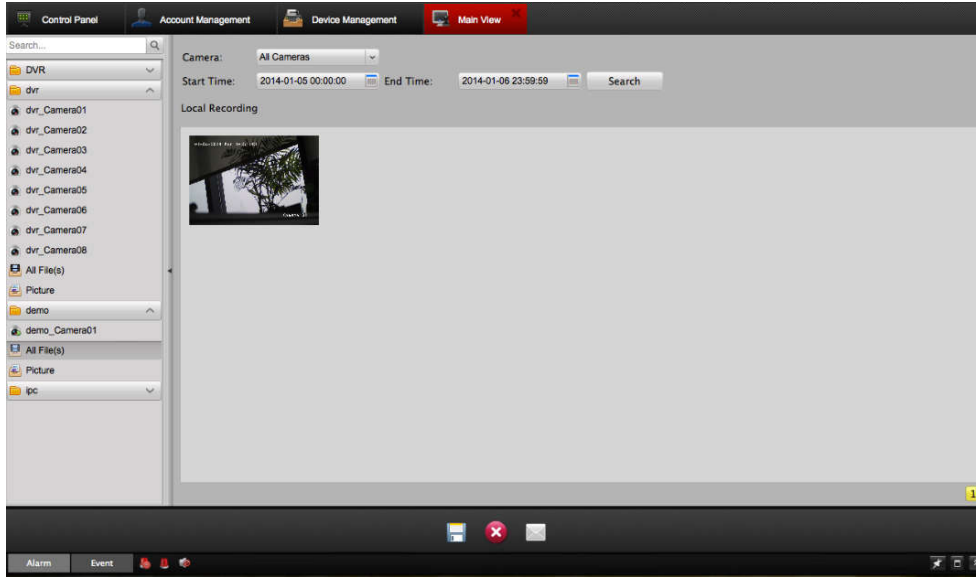 Control Panel
Account Management
Device Management
Main View
Search...
DVR
dvr
dvr_Camera01
dvr_Camera02
dvr_Camera03
dvr_Camera04
dvr_Camera05
dvr_Camera06
dvr_Camera07
dvr_Camera08
All File(s)
Picture
demo
demo_Camera01
All File(s)
Picture
ipc
Camera: All Cameras
Start Time: 2014-01-05 00:00:00 End Time: 2014-01-06 23:59:59 Search
Local Recording
Camera
1
Alarm Event